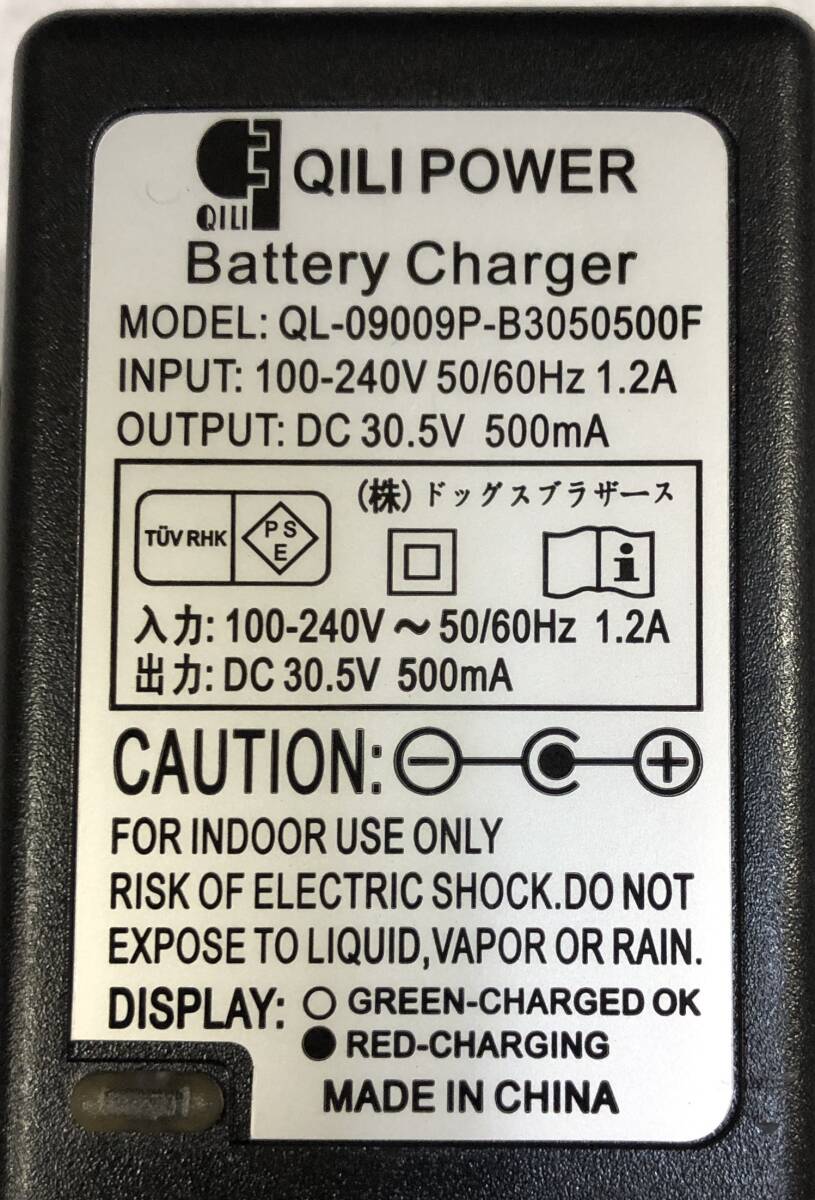 QILI
QILI POWER
Battery Charger
MODEL: QL-09009P-B3050500F
INPUT: 100-240V 50/60Hz 1.2A
OUTPUT: DC 30.5V 500mA
(株)ドッグスブラザース
TÜV RHK
PS
E
i
入力: 100-240V ～ 50/60Hz 1.2A
出力: DC 30.5V 500mA
CAUTION:
FOR INDOOR USE ONLY
RISK OF ELECTRIC SHOCK.DO NOT
EXPOSE TO LIQUID,VAPOR OR RAIN.
DISPLAY: ○ GREEN-CHARGED OK
● RED-CHARGING
MADE IN CHINA